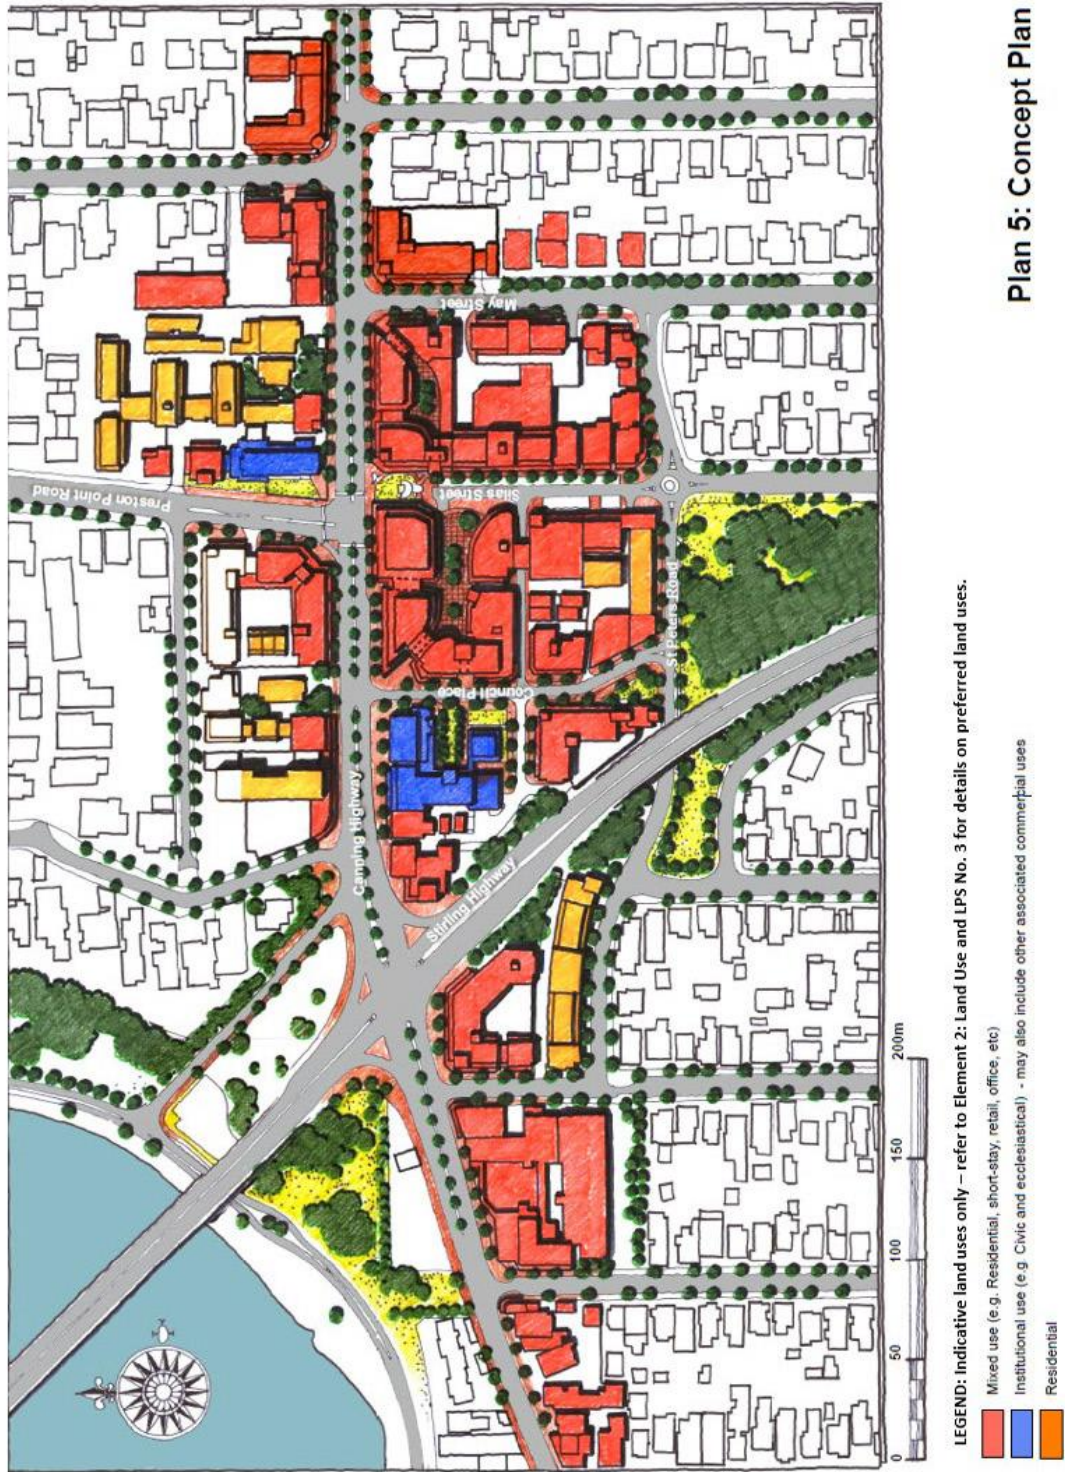 Preston Point Road
Canning Highway
May Street
Silas Street
Council Place
St Peters Road
Stirling Highway
0 50 100 150 200m
LEGEND: Indicative land uses only – refer to Element 2: Land Use and LPS No. 3 for details on preferred land uses.
Mixed use (e.g. Residential, short-stay, retail, office, etc)
Institutional use (e.g. Civic and ecclesiastical) - may also include other associated commercial uses
Residential
Plan 5: Concept Plan